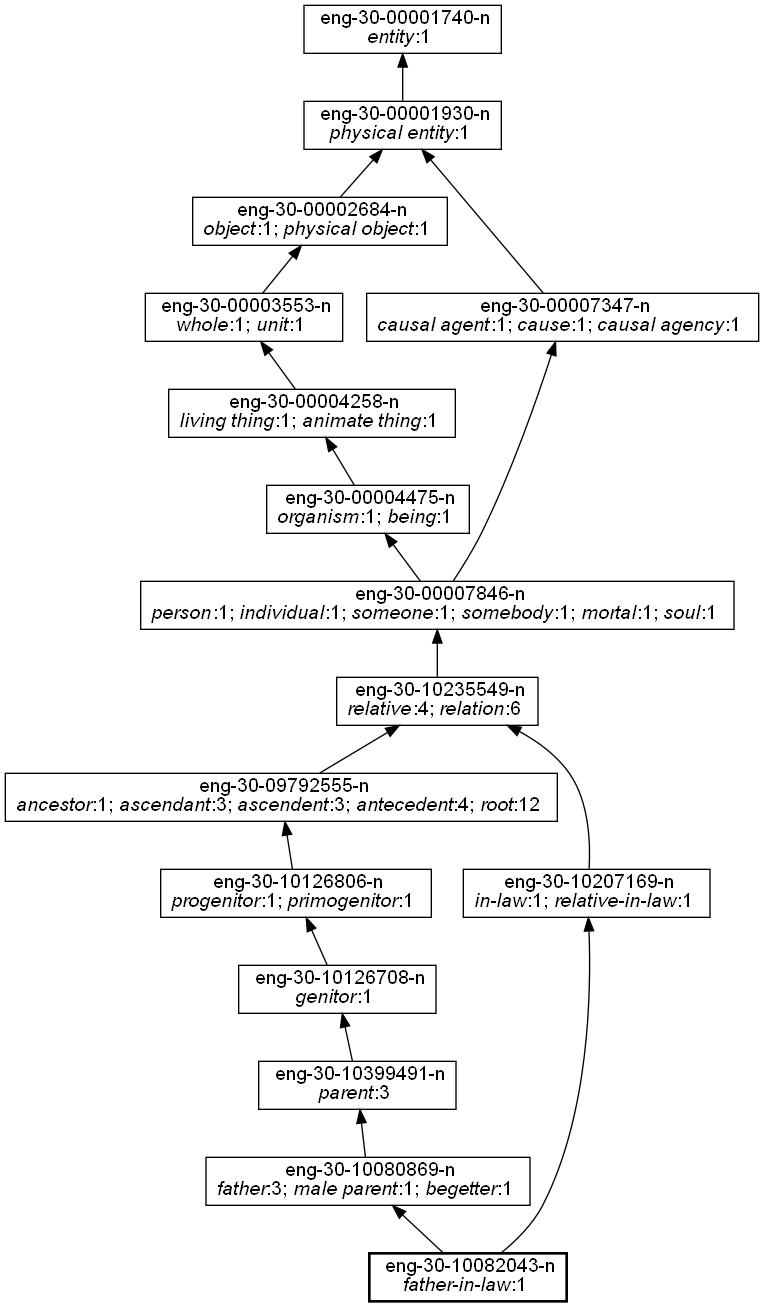 eng-30-00001740-n
entity:1
eng-30-00001930-n
physical entity:1
eng-30-00002684-n
object:1; physical object:1
eng-30-00003553-n
whole:1; unit:1
eng-30-00007347-n
causal agent:1; cause:1; causal agency:1
eng-30-00004258-n
living thing:1; animate thing:1
eng-30-00004475-n
organism:1; being:1
eng-30-00007846-n
person:1; individual:1; someone:1; somebody:1; mortal:1; soul:1
eng-30-10235549-n
relative:4; relation:6
eng-30-09792555-n
ancestor:1; ascendant:3; ascendent:3; antecedent:4; root:12
eng-30-10126806-n
progenitor:1; primogenitor:1
eng-30-10207169-n
in-law:1; relative-in-law:1
eng-30-10126708-n
genitor:1
eng-30-10399491-n
parent:3
eng-30-10080869-n
father:3; male parent:1; begetter:1
eng-30-10082043-n
father-in-law:1